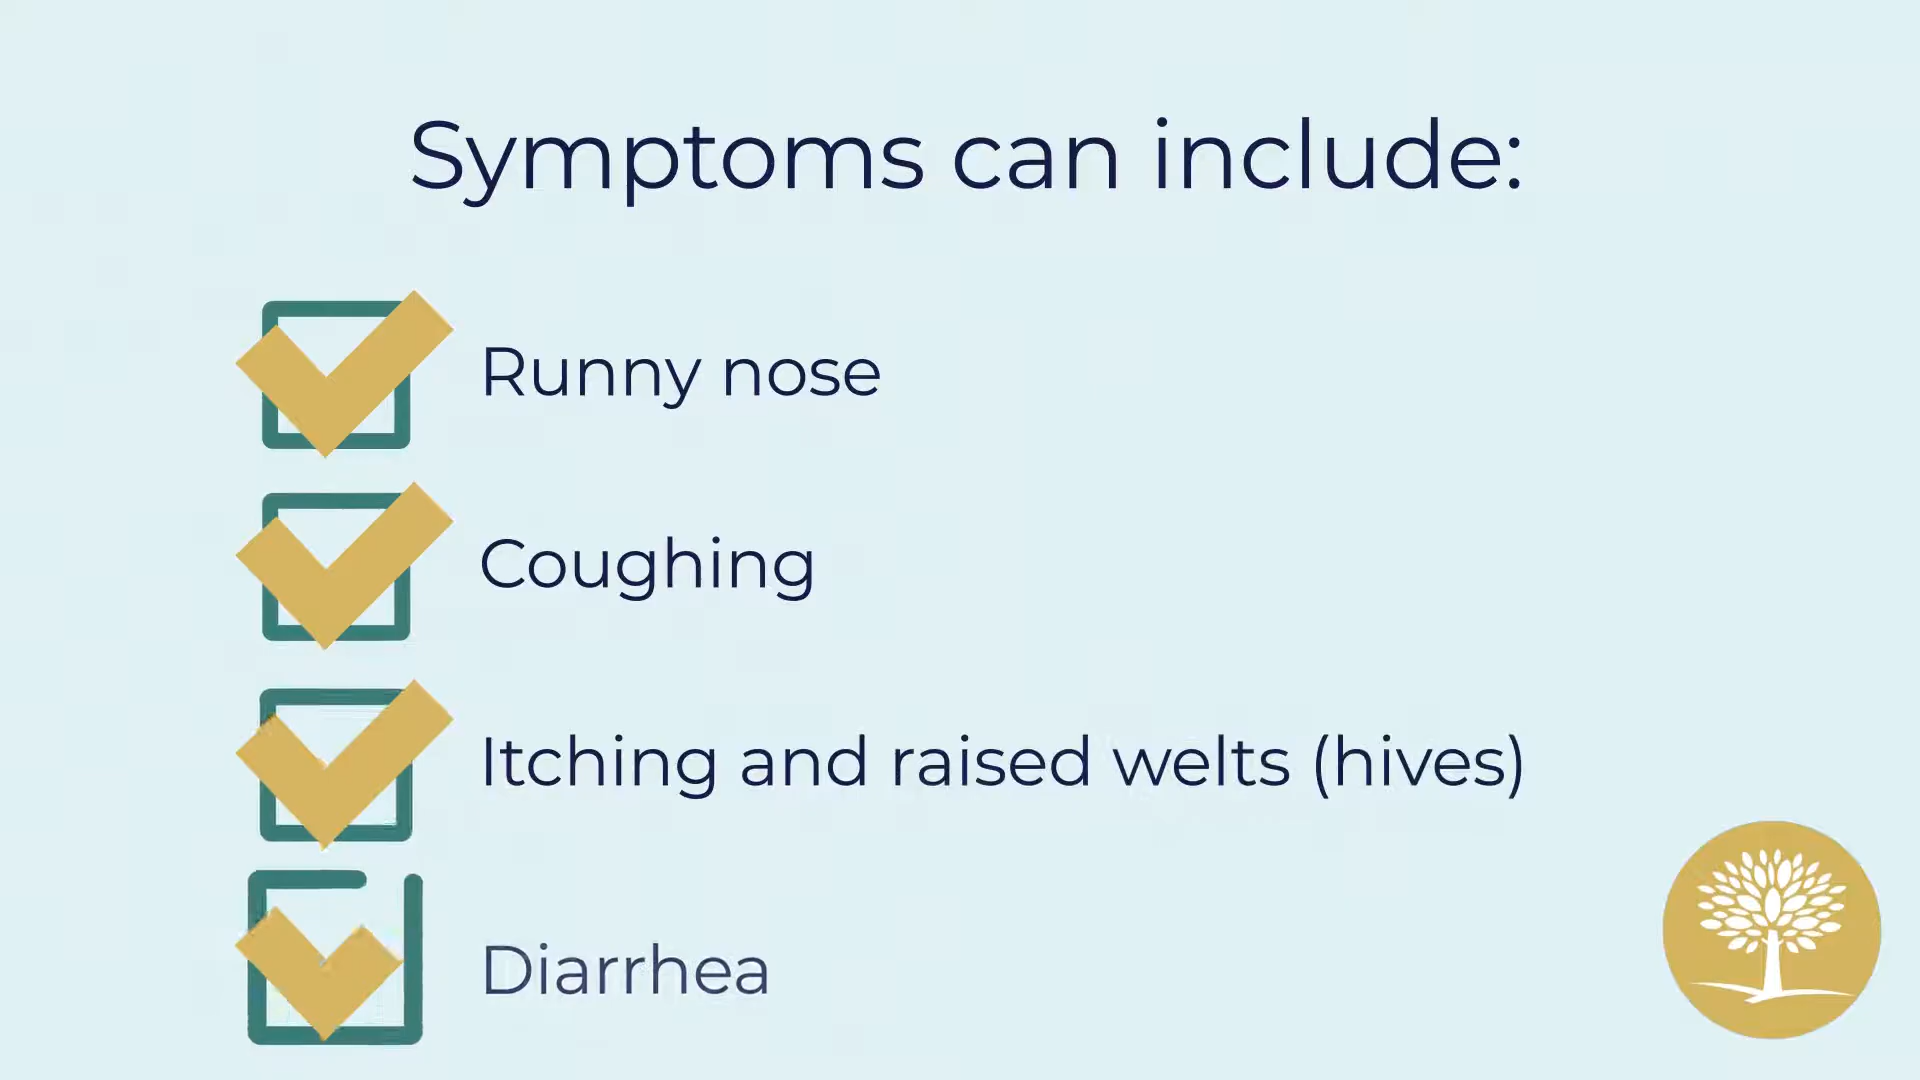 Symptoms can include:
Runny nose
Coughing
Itching and raised welts (hives)
Diarrhea